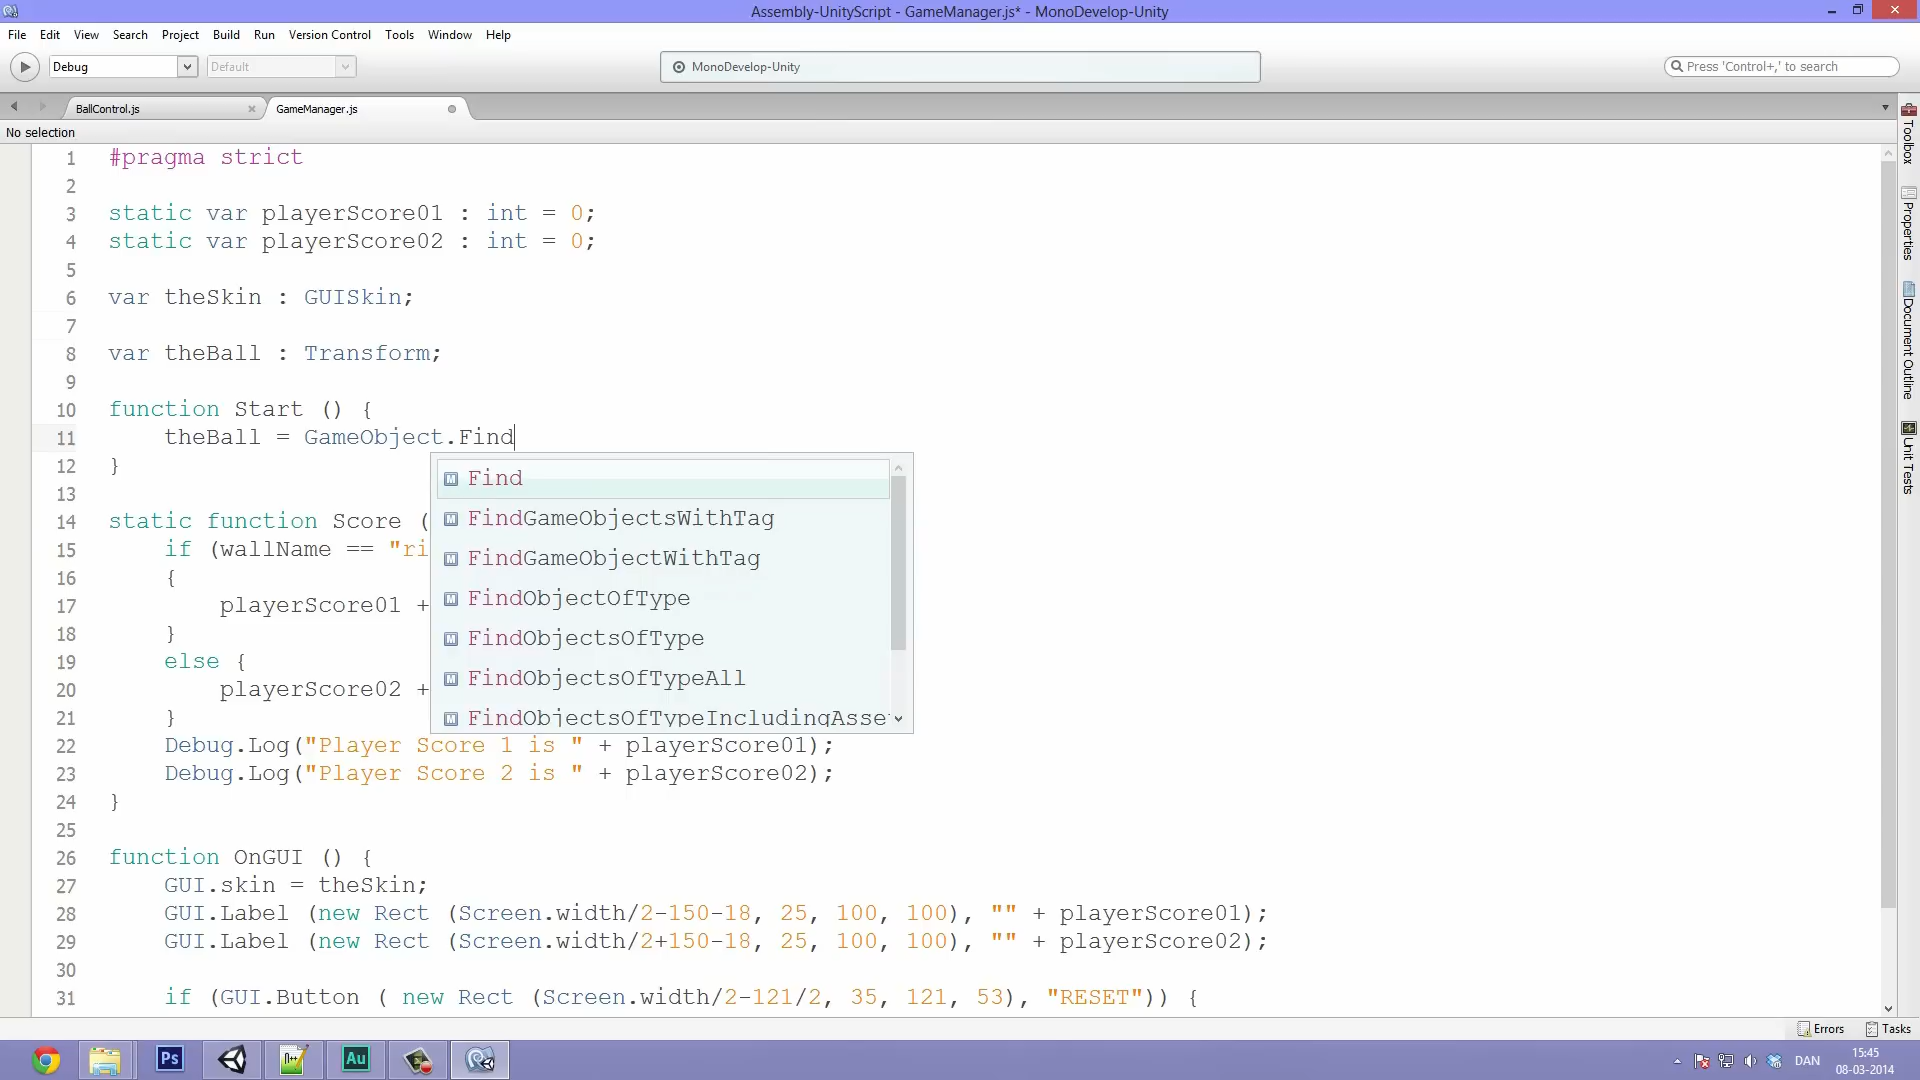 Assembly-UnityScript - GameManager.js* - MonoDevelop-Unity
File Edit View Search Project Build Run Version Control Tools Window Help
Debug Default MonoDevelop-Unity Press 'Control+,' to search
BallControl.js GameManager.js
No selection
1 #pragma strict
2
3 static var playerScore01 : int = 0;
4 static var playerScore02 : int = 0;
5
6 var theSkin : GUISkin;
7
8 var theBall : Transform;
9
10 function Start () {
11 theBall = GameObject.Find
12 }
13
14 static function Score (
15 if (wallName == "ri
16 {
17 playerScore01 +
18 }
19 else {
20 playerScore02 +
21 }
22 Debug.Log("Player Score 1 is " + playerScore01);
23 Debug.Log("Player Score 2 is " + playerScore02);
24 }
25
26 function OnGUI () {
27 GUI.skin = theSkin;
28 GUI.Label (new Rect (Screen.width/2-150-18, 25, 100, 100), "" + playerScore01);
29 GUI.Label (new Rect (Screen.width/2+150-18, 25, 100, 100), "" + playerScore02);
30
31 if (GUI.Button ( new Rect (Screen.width/2-121/2, 35, 121, 53), "RESET")) {
Find
FindGameObjectsWithTag
FindGameObjectWithTag
FindObjectOfType
FindObjectsOfType
FindObjectsOfTypeAll
FindObjectsOfTypeIncludingAsse
Toolbox
Properties
Document Outline
Unit Tests
Errors Tasks
Ps Au
DAN
15:45
08-03-2014